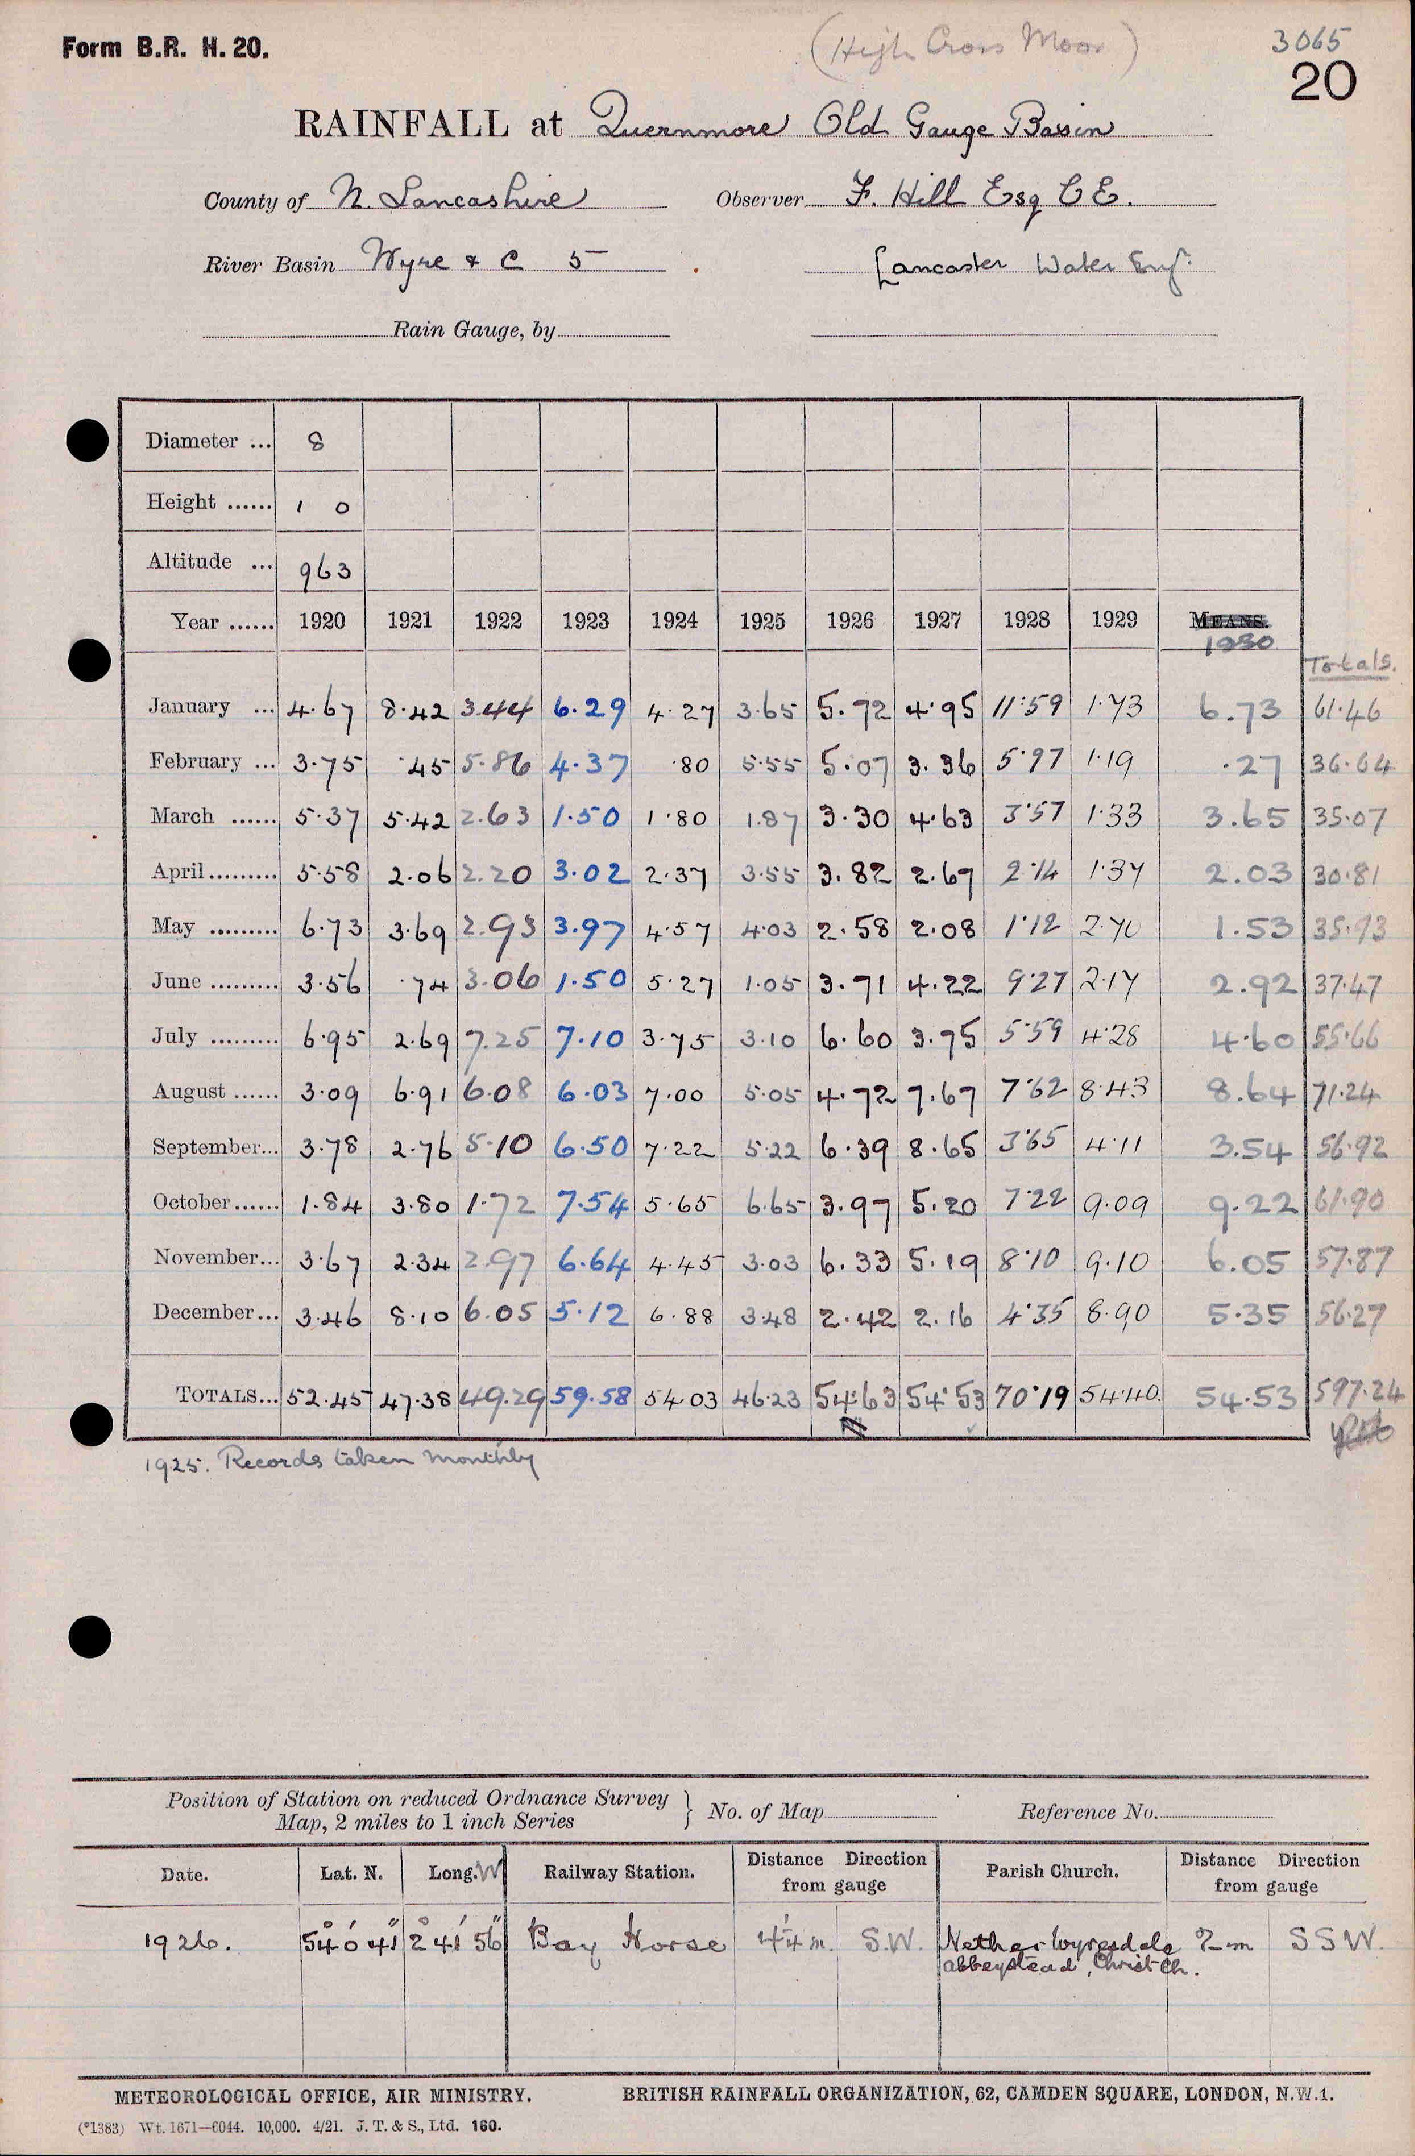 Form B.R. H. 20.
(High Cross Moor)
3065
20
RAINFALL at Quernmore Old Gauge Basin
County of N. Lancashire Observer F. Hill Esq C E.
River Basin Wyre & C 5 Lancaster Water Eng^r.
Rain Gauge, by
Diameter ... 8
Height ...... 1 0
Altitude ... 963
Year ...... 1920 1921 1922 1923 1924 1925 1926 1927 1928 1929 MEANS.
1930
Totals.
January ... 4.67 8.42 3.44 6.29 4.27 3.65 5.72 4.95 11.59 1.73 6.73 61.46
February ... 3.75 .45 5.86 4.37 .80 5.55 5.07 3.36 5.97 1.19 .27 36.64
March ...... 5.37 5.42 2.63 1.50 1.80 1.87 3.30 4.63 3.57 1.33 3.65 35.07
April......... 5.58 2.06 2.20 3.02 2.37 3.55 3.82 2.67 2.14 1.37 2.03 30.81
May ......... 6.73 3.69 2.93 3.97 4.57 4.03 2.58 2.08 1.12 2.70 1.53 35.93
June ......... 3.56 .74 3.06 1.50 5.27 1.05 3.71 4.22 9.27 2.17 2.92 37.47
July ......... 6.95 2.69 7.25 7.10 3.75 3.10 6.60 3.75 5.59 4.28 4.60 55.66
August ...... 3.09 6.91 6.08 6.03 7.00 5.05 4.72 7.67 7.62 8.43 8.64 71.24
September... 3.78 2.76 5.10 6.50 7.22 5.22 6.39 8.65 3.65 4.11 3.54 56.92
October...... 1.84 3.80 1.72 7.54 5.65 6.65 3.97 5.20 7.22 9.09 9.22 61.90
November... 3.67 2.34 2.97 6.64 4.45 3.03 6.33 5.19 8.10 9.10 6.05 57.87
December... 3.46 8.10 6.05 5.12 6.88 3.48 2.42 2.16 4.35 8.90 5.35 56.27
TOTALS... 52.45 47.38 49.29 59.58 54.03 46.23 54.63 54.53 70.19 54.40 54.53 597.24
1925. Records taken monthly
Position of Station on reduced Ordnance Survey
Map, 2 miles to 1 inch Series } No. of Map Reference No.
Date. Lat. N. Long. W Railway Station. Distance Direction from gauge Parish Church. Distance Direction from gauge
1926. 54° 0' 41" 2° 41' 56" Bay Horse 4¼ m. S.W. Nether Wyresdale 2 m S S W.
Abbeystead, Christ Ch.
METEOROLOGICAL OFFICE, AIR MINISTRY. BRITISH RAINFALL ORGANIZATION, 62, CAMDEN SQUARE, LONDON, N.W.1.
(*1383) Wt. 1671—6044. 10,000. 4/21. J. T. & S., Ltd. 160.